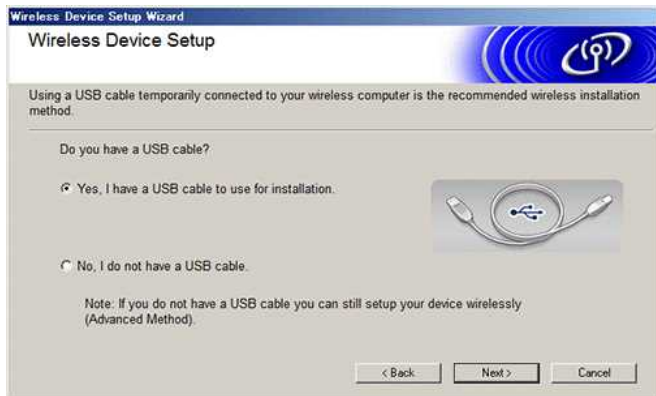 Wireless Device Setup Wizard
Wireless Device Setup
Using a USB cable temporarily connected to your wireless computer is the recommended wireless installation
method.
Do you have a USB cable?
Yes, I have a USB cable to use for installation.
No, I do not have a USB cable.
Note: If you do not have a USB cable you can still setup your device wirelessly
(Advanced Method).
< Back Next > Cancel